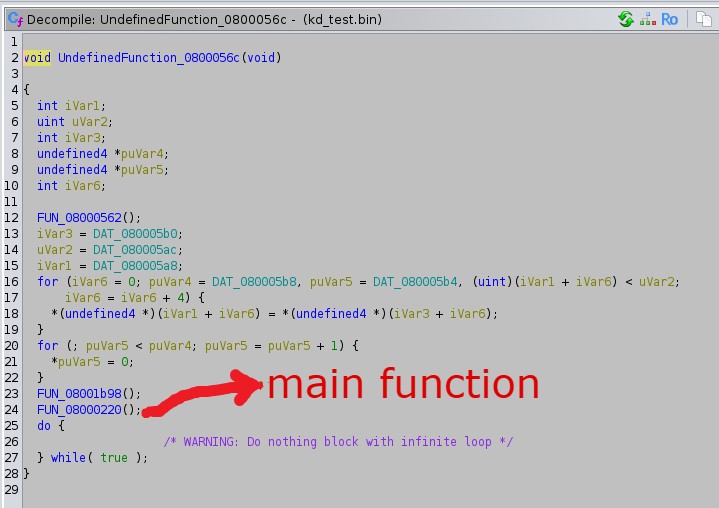 Decompile: UndefinedFunction_0800056c - (kd_test.bin)
Ro
1
2 void UndefinedFunction_0800056c(void)
3
4 {
5 int iVar1;
6 uint uVar2;
7 int iVar3;
8 undefined4 *puVar4;
9 undefined4 *puVar5;
10 int iVar6;
11
12 FUN_08000562();
13 iVar3 = DAT_080005b0;
14 uVar2 = DAT_080005ac;
15 iVar1 = DAT_080005a8;
16 for (iVar6 = 0; puVar4 = DAT_080005b8, puVar5 = DAT_080005b4, (uint)(iVar1 + iVar6) < uVar2;
17 iVar6 = iVar6 + 4) {
18 *(undefined4 *)(iVar1 + iVar6) = *(undefined4 *)(iVar3 + iVar6);
19 }
20 for (; puVar5 < puVar4; puVar5 = puVar5 + 1) {
21 *puVar5 = 0;
22 }
23 FUN_08001b98();
24 FUN_08000220();
main function
25 do {
26 /* WARNING: Do nothing block with infinite loop */
27 } while( true );
28 }
29